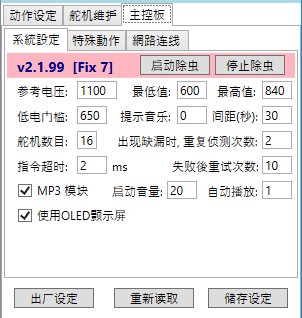 动作设定 舵机维护 主控板
系統設定 特殊動作 網路连线
v2.1.99 [Fix 7] 启动除虫 停止除虫
参考电压: 1100 最低值: 600 最高值: 840
低电门槛: 650 提示音乐: 0 间距(秒): 30
舵机数目: 16 出现缺漏时, 重复侦测次数: 2
指令超时: 2 ms 失败後重试次数: 10
MP3 模块 启动音量: 20 自动播放: 1
使用OLED顯示屏
出厂设定 重新读取 储存设定